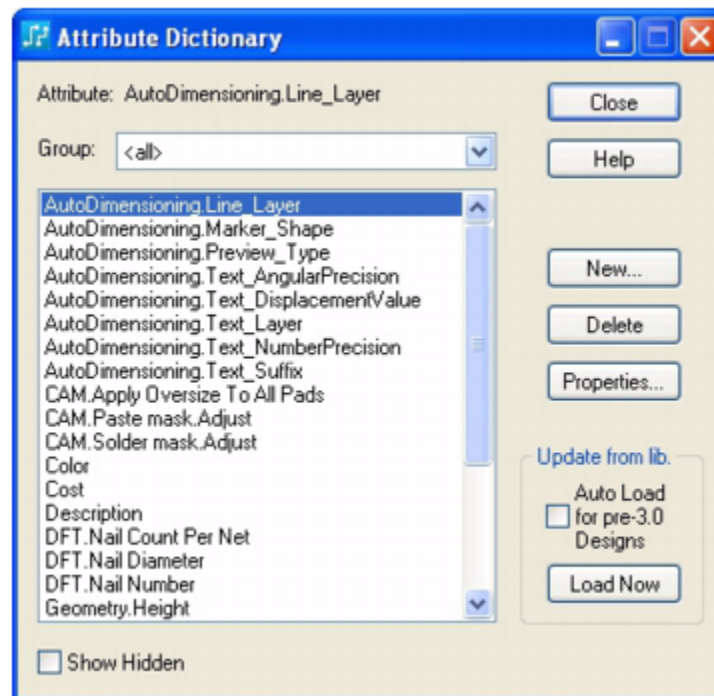 Attribute Dictionary
Attribute: AutoDimensioning.Line_Layer
Close
Group: <all>
Help
AutoDimensioning.Line_Layer
AutoDimensioning.Marker_Shape
AutoDimensioning.Preview_Type
AutoDimensioning.Text_AngularPrecision
AutoDimensioning.Text_DisplacementValue
AutoDimensioning.Text_Layer
AutoDimensioning.Text_NumberPrecision
AutoDimensioning.Text_Suffix
CAM.Apply Oversize To All Pads
CAM.Paste mask.Adjust
CAM.Solder mask.Adjust
Color
Cost
Description
DFT.Nail Count Per Net
DFT.Nail Diameter
DFT.Nail Number
Geometry.Height
New...
Delete
Properties...
Update from lib.
Auto Load
for pre-3.0
Designs
Load Now
Show Hidden